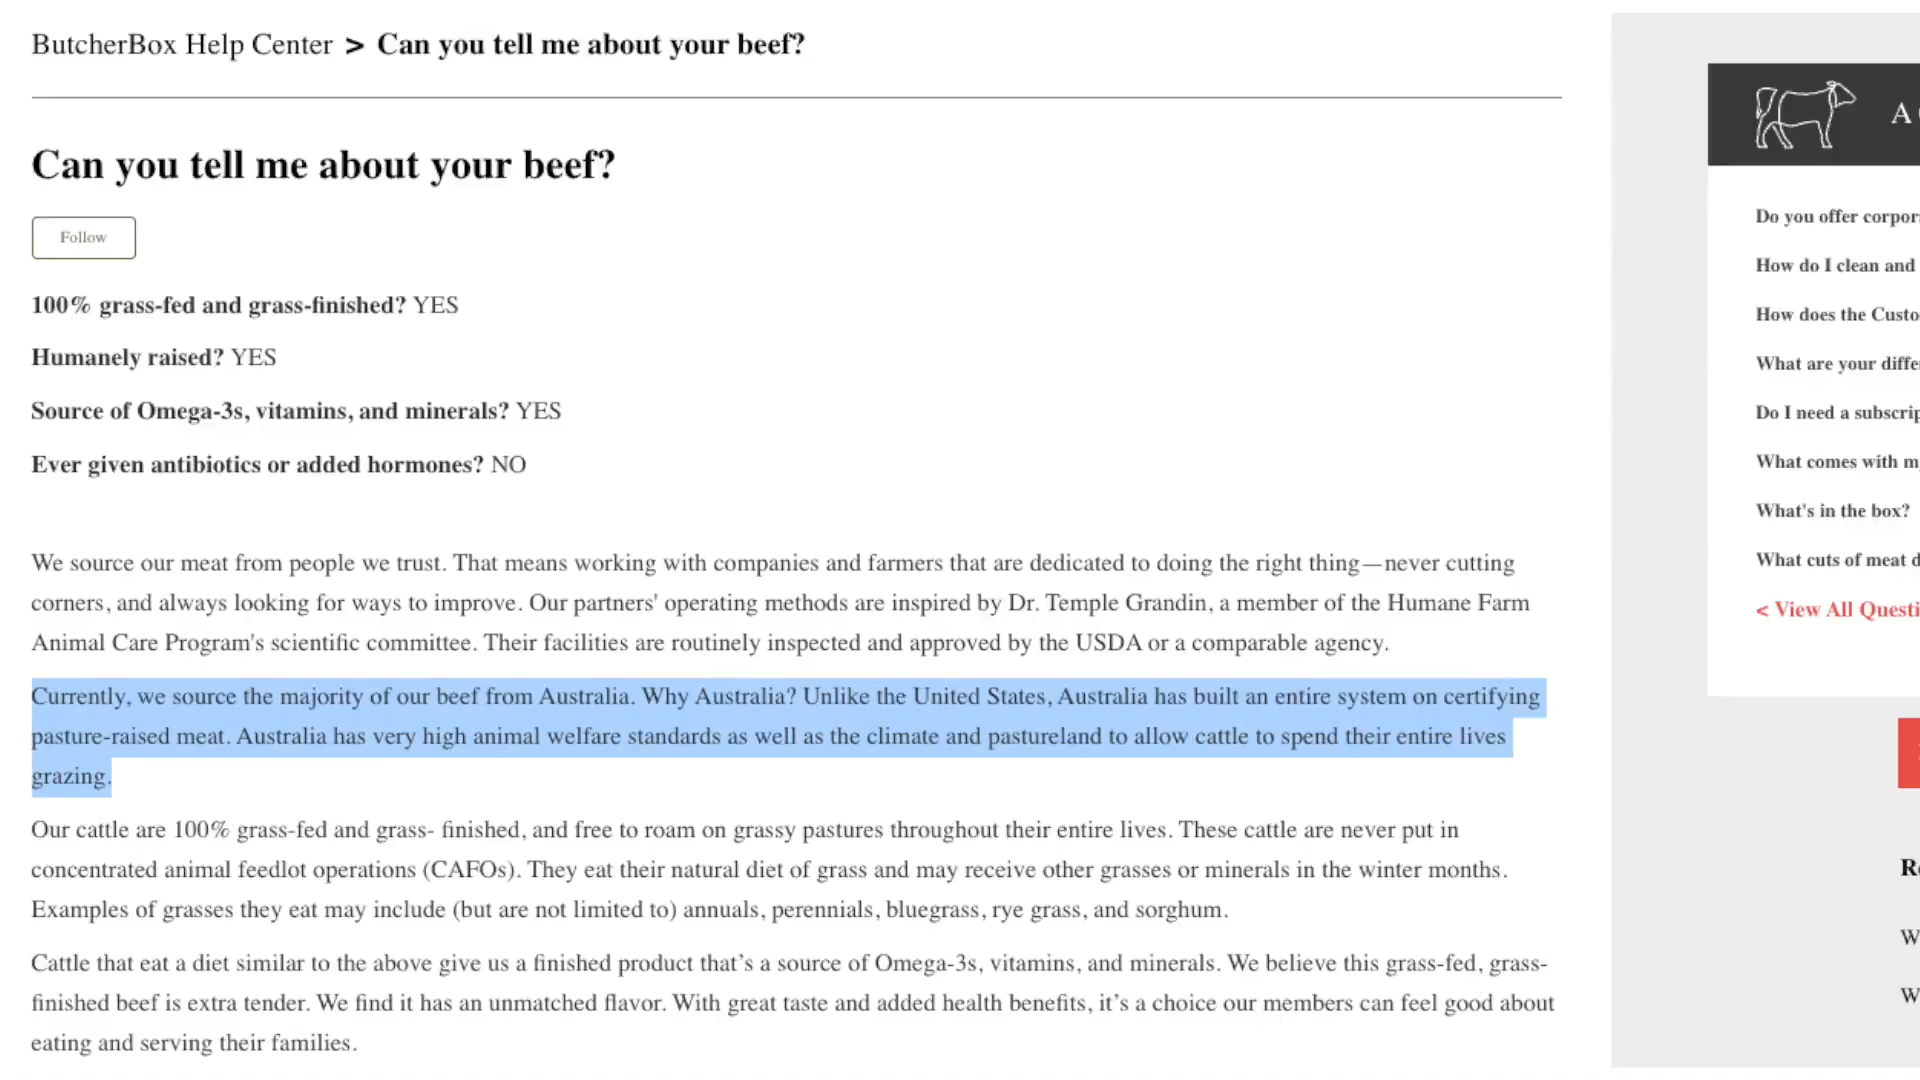 ButcherBox Help Center > Can you tell me about your beef?
Can you tell me about your beef?
Follow
100% grass-fed and grass-finished? YES
Humanely raised? YES
Source of Omega-3s, vitamins, and minerals? YES
Ever given antibiotics or added hormones? NO
We source our meat from people we trust. That means working with companies and farmers that are dedicated to doing the right thing—never cutting
corners, and always looking for ways to improve. Our partners' operating methods are inspired by Dr. Temple Grandin, a member of the Humane Farm
Animal Care Program's scientific committee. Their facilities are routinely inspected and approved by the USDA or a comparable agency.
Currently, we source the majority of our beef from Australia. Why Australia? Unlike the United States, Australia has built an entire system on certifying
pasture-raised meat. Australia has very high animal welfare standards as well as the climate and pastureland to allow cattle to spend their entire lives
grazing.
Our cattle are 100% grass-fed and grass- finished, and free to roam on grassy pastures throughout their entire lives. These cattle are never put in
concentrated animal feedlot operations (CAFOs). They eat their natural diet of grass and may receive other grasses or minerals in the winter months.
Examples of grasses they eat may include (but are not limited to) annuals, perennials, bluegrass, rye grass, and sorghum.
Cattle that eat a diet similar to the above give us a finished product that’s a source of Omega-3s, vitamins, and minerals. We believe this grass-fed, grass-
finished beef is extra tender. We find it has an unmatched flavor. With great taste and added health benefits, it’s a choice our members can feel good about
eating and serving their families.
A
Do you offer
How do I clean and
How does the
What are your
Do I need a
What comes with
What's in the box?
What cuts of meat
< View All